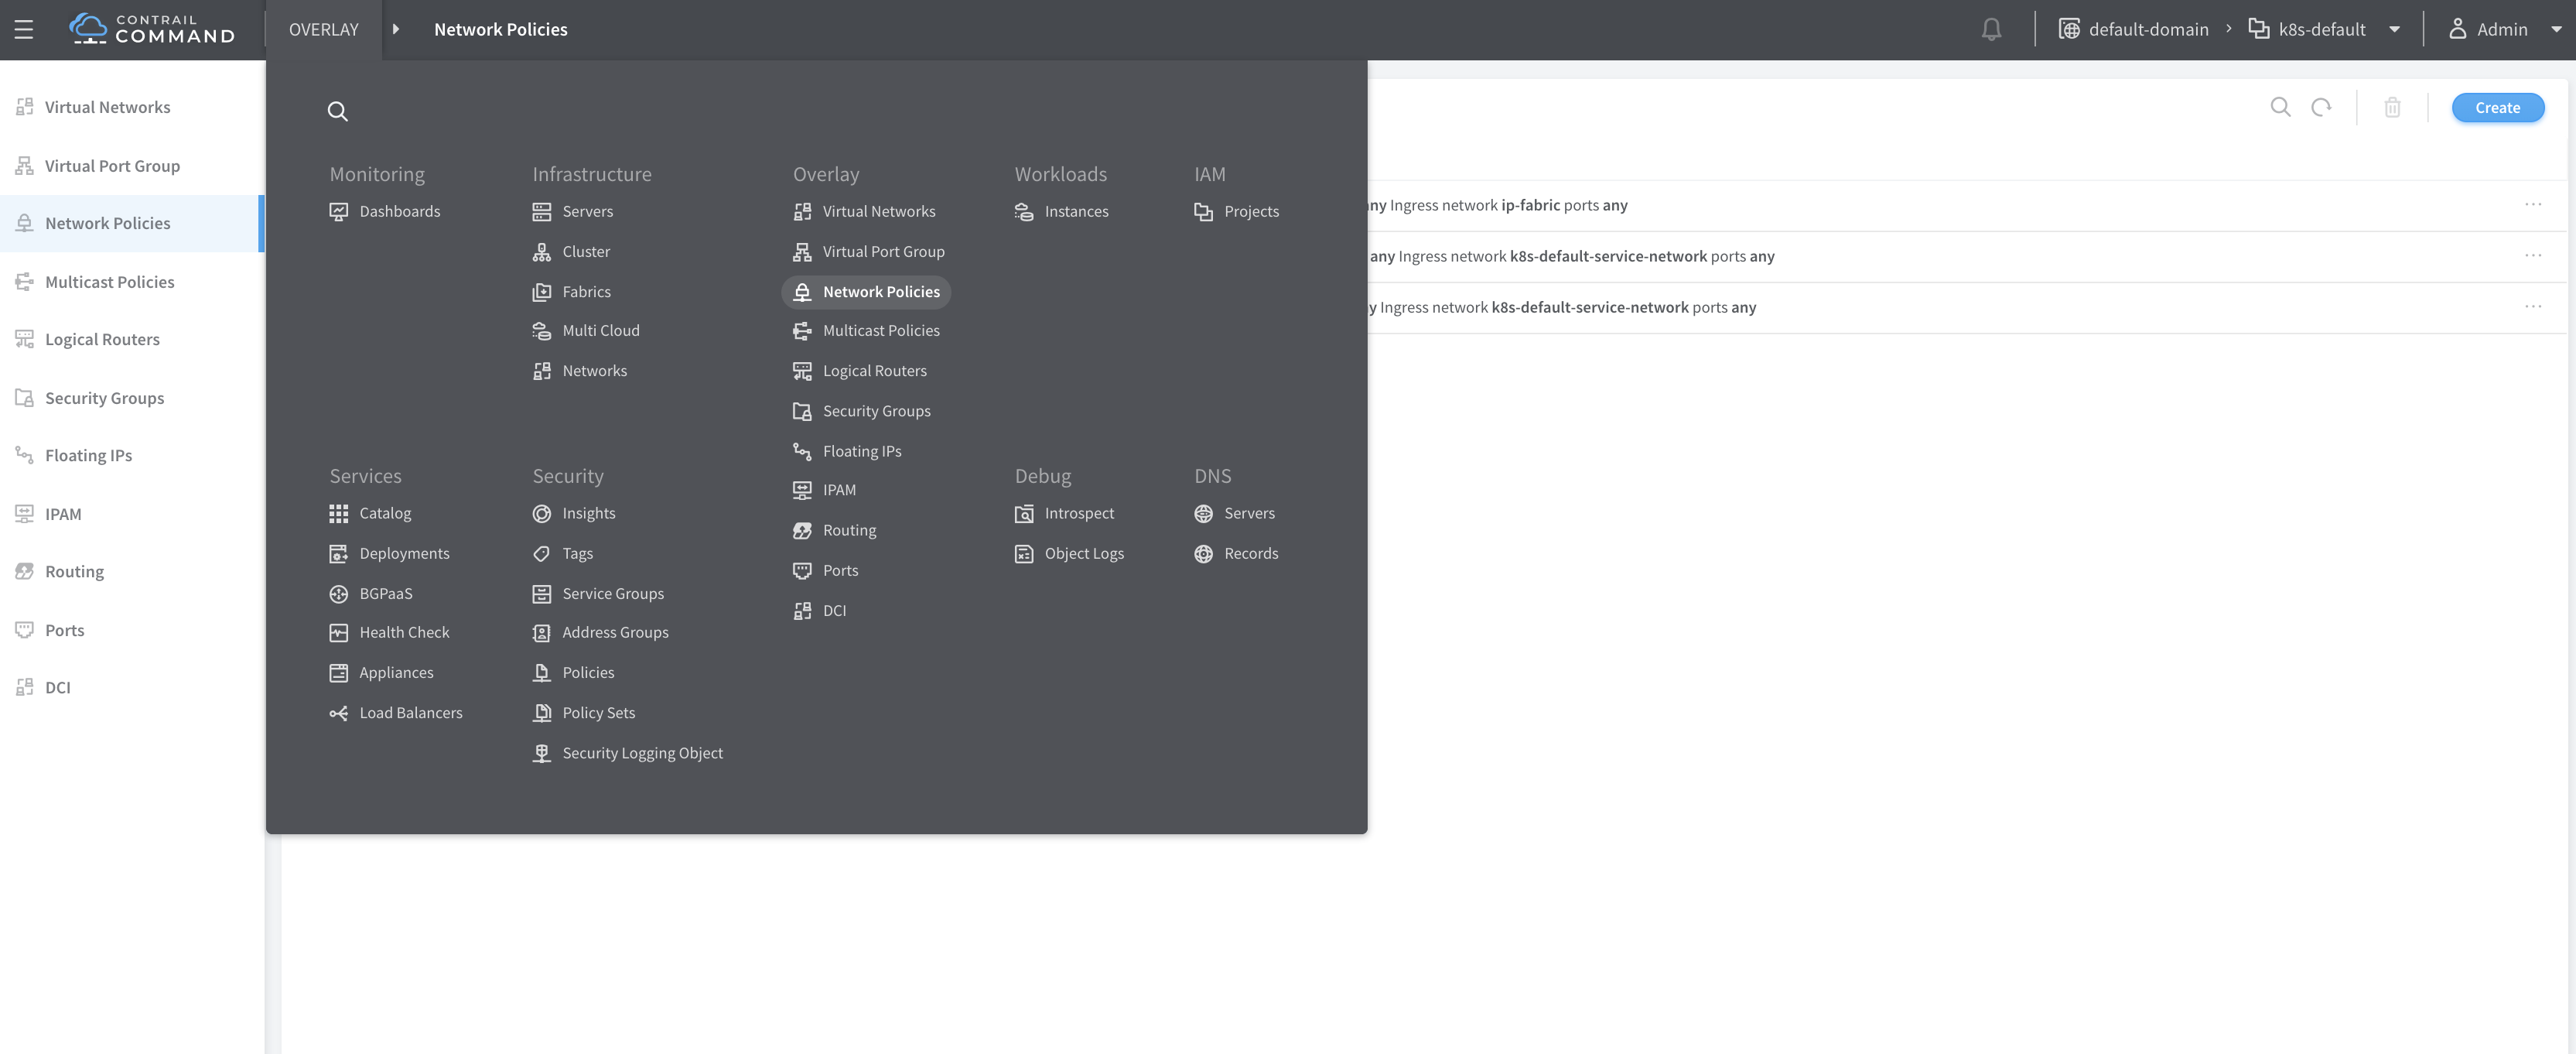 CONTRAIL
COMMAND
OVERLAY
Network Policies
default-domain
k8s-default
Admin
Virtual Networks
Virtual Port Group
Network Policies
Multicast Policies
Logical Routers
Security Groups
Floating IPs
IPAM
Routing
Ports
DCI
Monitoring
Dashboards
Infrastructure
Servers
Cluster
Fabrics
Multi Cloud
Networks
Overlay
Virtual Networks
Virtual Port Group
Network Policies
Multicast Policies
Logical Routers
Security Groups
Floating IPs
IPAM
Routing
Ports
DCI
Workloads
Instances
IAM
Projects
Services
Catalog
Deployments
BGPaaS
Health Check
Appliances
Load Balancers
Security
Insights
Tags
Service Groups
Address Groups
Policies
Policy Sets
Security Logging Object
Debug
Introspect
Object Logs
DNS
Servers
Records
Create
Ingress network ip-fabric ports any
any Ingress network k8s-default-service-network ports any
Ingress network k8s-default-service-network ports any